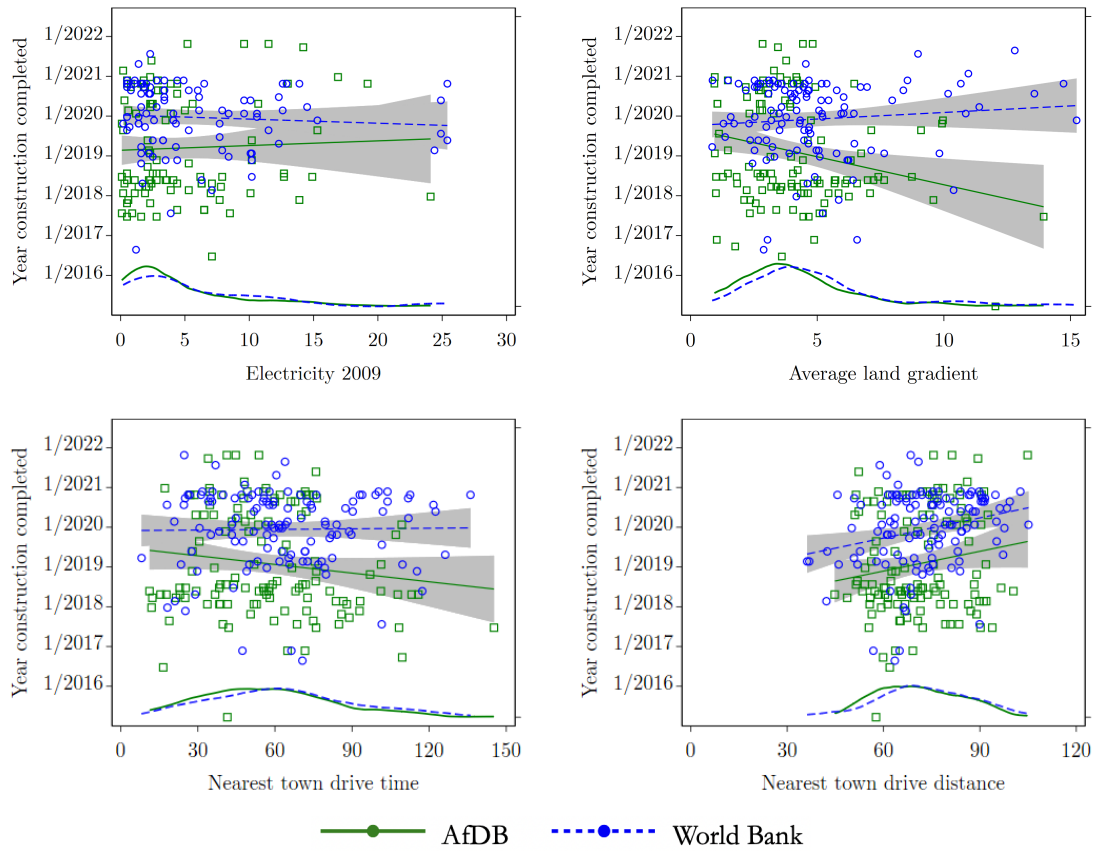 Year construction completed
1/2022
1/2021
1/2020
1/2019
1/2018
1/2017
1/2016
0 5 10 15 20 25 30
Electricity 2009
Year construction completed
1/2022
1/2021
1/2020
1/2019
1/2018
1/2017
1/2016
0 5 10 15
Average land gradient
Year construction completed
1/2022
1/2021
1/2020
1/2019
1/2018
1/2017
1/2016
0 30 60 90 120 150
Nearest town drive time
Year construction completed
1/2022
1/2021
1/2020
1/2019
1/2018
1/2017
1/2016
0 30 60 90 120
Nearest town drive distance
AfDB World Bank